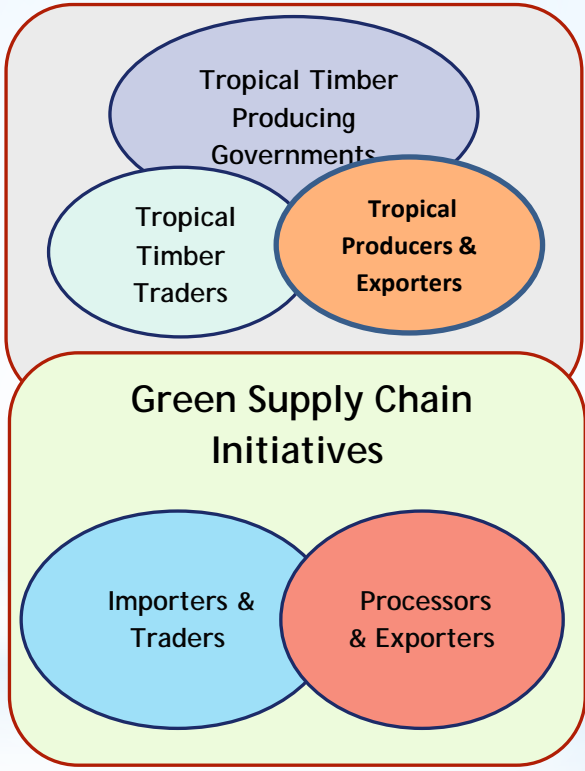 Tropical Timber
Producing
Governments
Tropical
Timber
Traders
Tropical
Producers &
Exporters
Green Supply Chain
Initiatives
Importers &
Traders
Processors
& Exporters